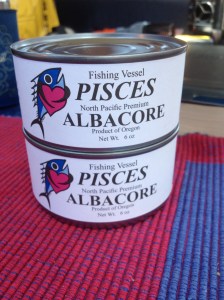 Fishing Vessel
PISCES
North Pacific Premium
ALBACORE
Product of Oregon
Net Wt. 6 oz
Fishing Vessel
PISCES
North Pacific Premium
ALBACORE
Product of Oregon
Net Wt. 6 oz